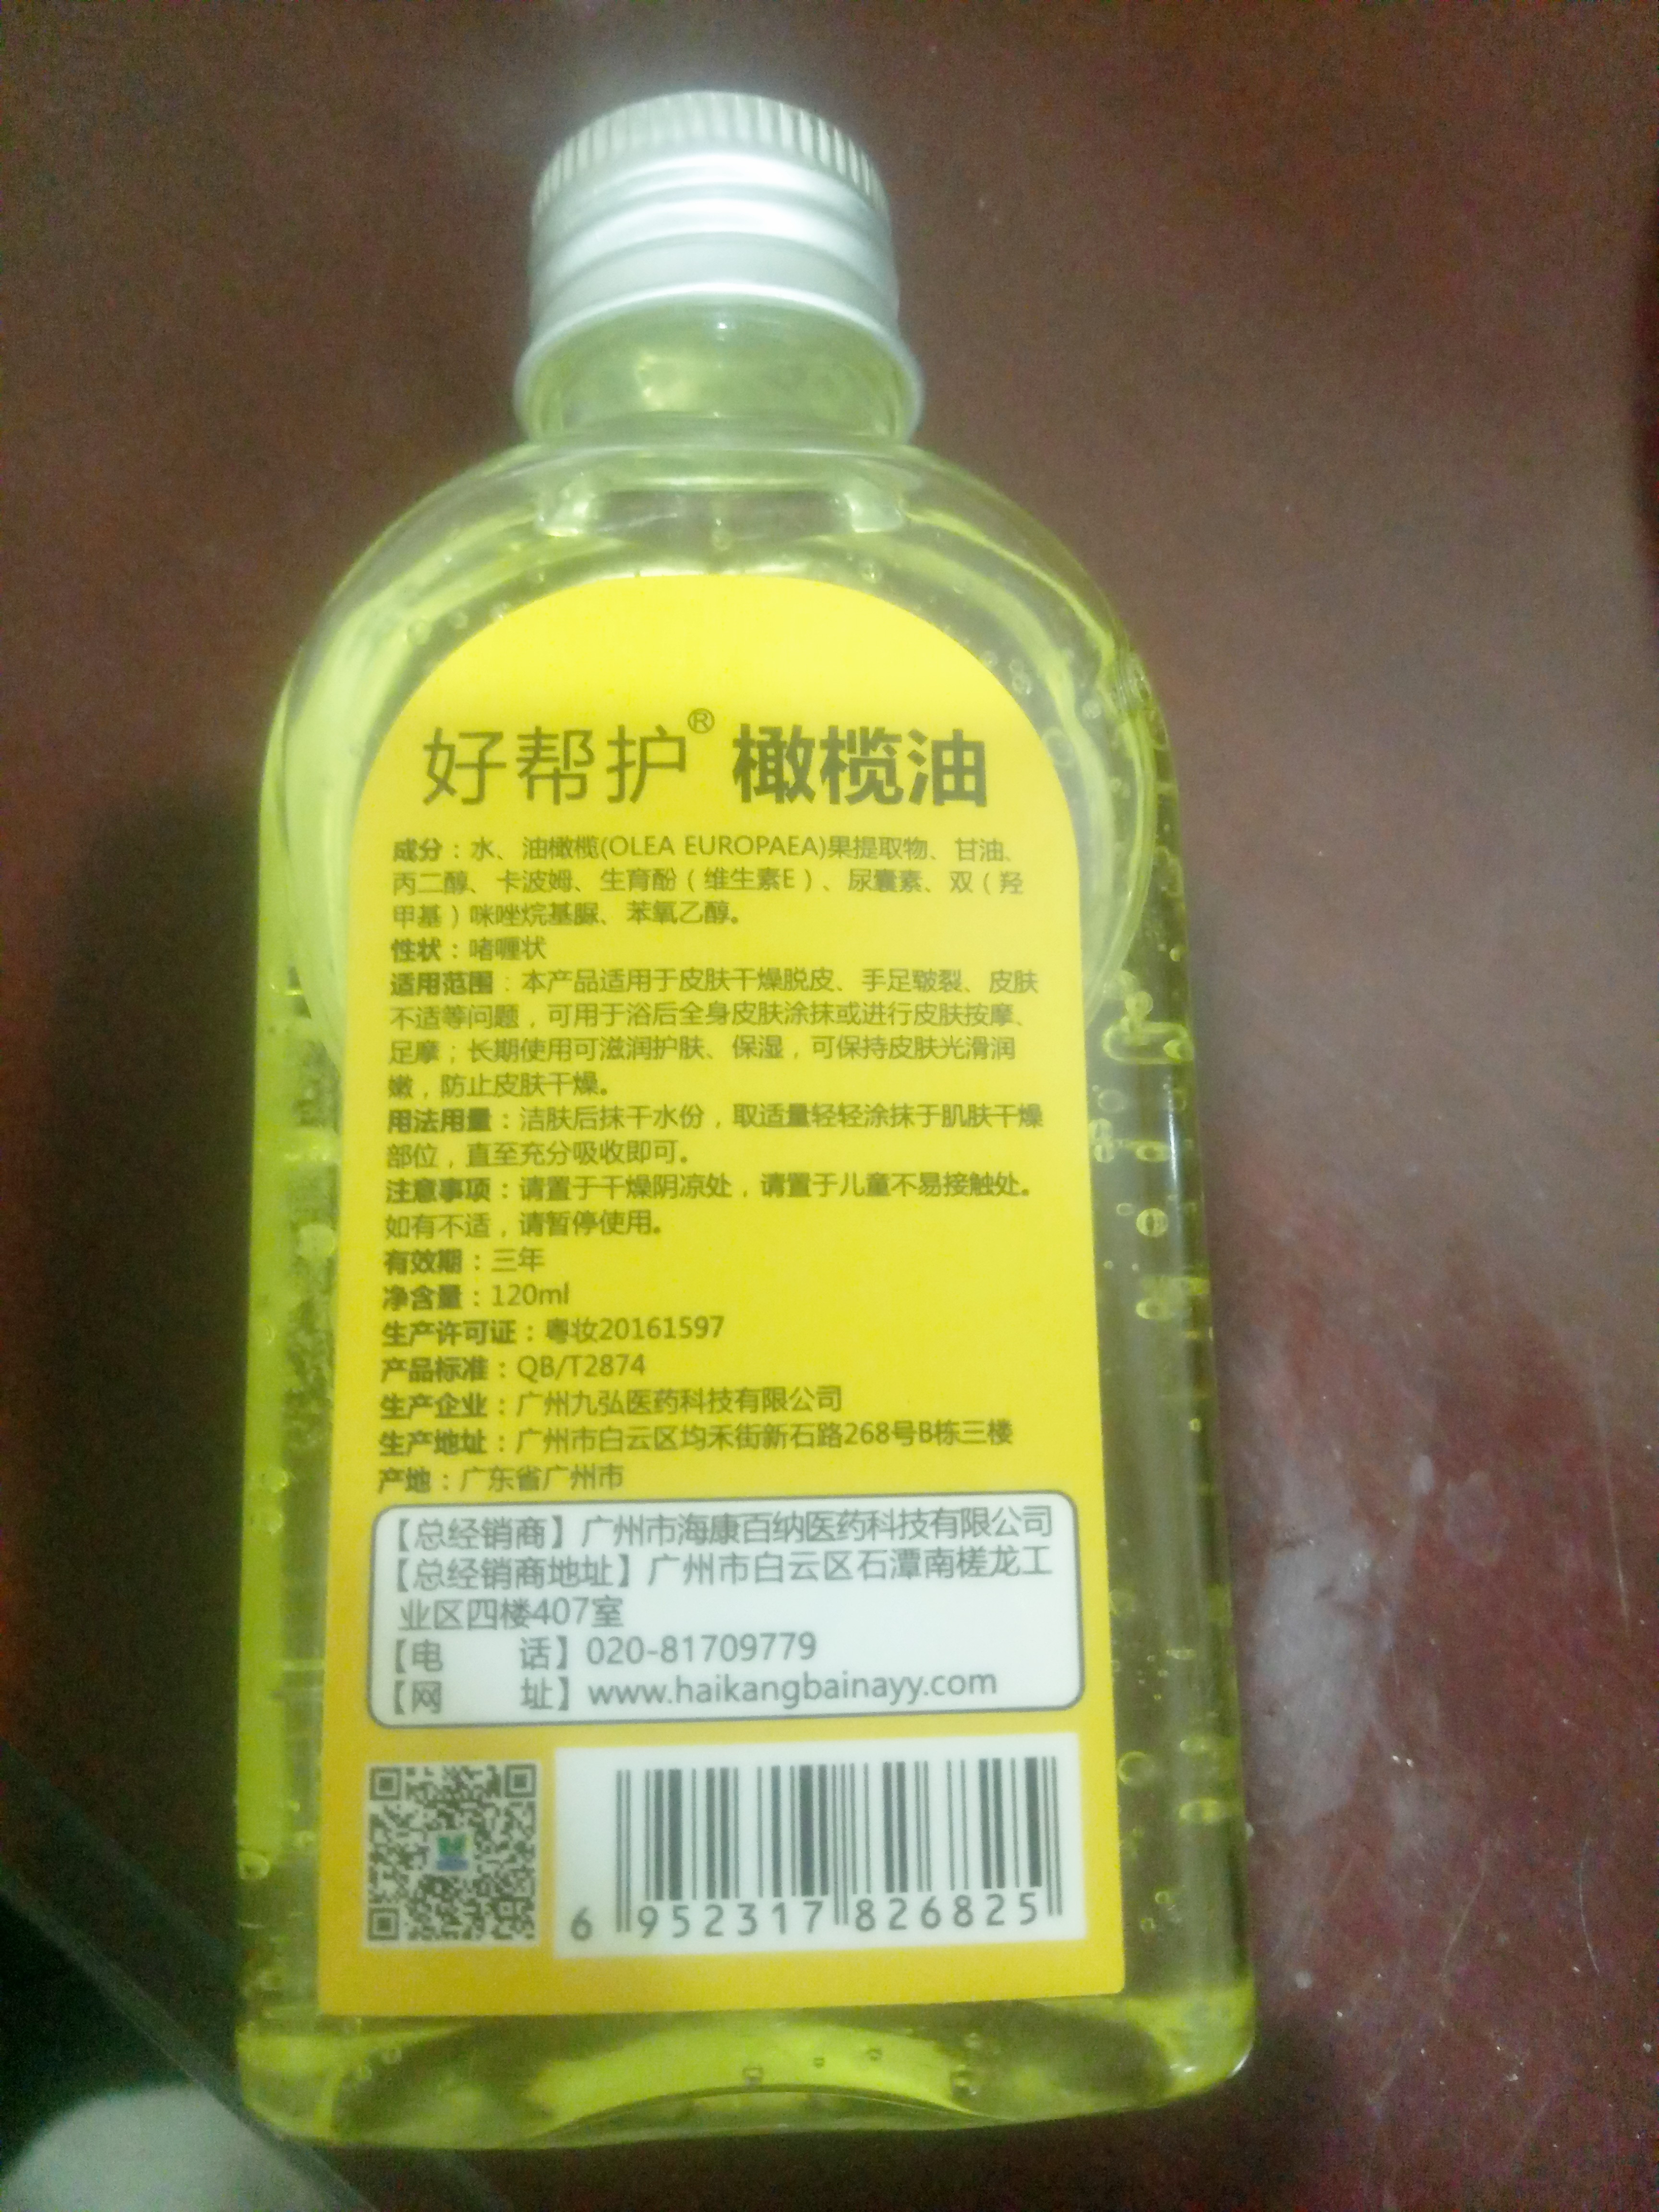 好帮护® 橄榄油
成分：水、油橄榄(OLEA EUROPAEA)果提取物、甘油、
丙二醇、卡波姆、生育酚（维生素E）、尿囊素、双（羟
甲基）咪唑烷基脲、苯氧乙醇。
性状：啫喱状
适用范围：本产品适用于皮肤干燥脱皮、手足皲裂、皮肤
不适等问题，可用于浴后全身皮肤涂抹或进行皮肤按摩、
足摩；长期使用可滋润护肤、保湿，可保持皮肤光滑润
嫩，防止皮肤干燥。
用法用量：洁肤后抹干水份，取适量轻轻涂抹于肌肤干燥
部位，直至充分吸收即可。
注意事项：请置于干燥阴凉处，请置于儿童不易接触处。
如有不适，请暂停使用。
有效期：三年
净含量：120ml
生产许可证：粤妆20161597
产品标准：QB/T2874
生产企业：广州九弘医药科技有限公司
生产地址：广州市白云区均禾街新石路268号B栋三楼
产地：广东省广州市
【总经销商】广州市海康百纳医药科技有限公司
【总经销商地址】广州市白云区石潭南槎龙工
业区四楼407室
【电 话】020-81709779
【网 址】www.haikangbainayy.com
6 952317 826825